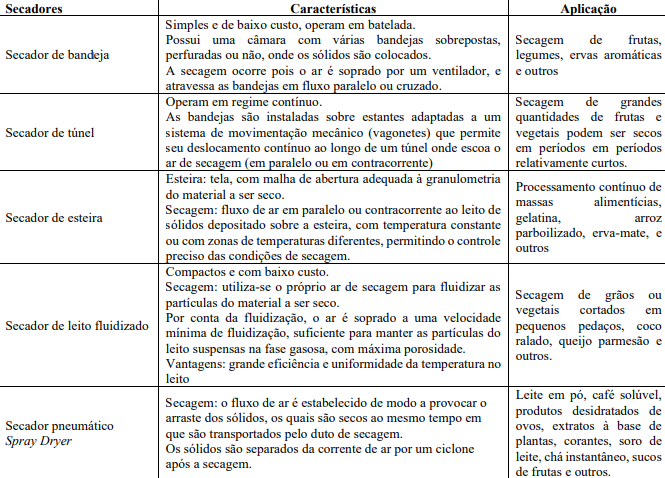 Secadores Características Aplicação
Secador de bandeja
Simples e de baixo custo, operam em batelada.
Possui uma câmara com várias bandejas sobrepostas,
perfuradas ou não, onde os sólidos são colocados.
A secagem ocorre pois o ar é soprado por um ventilador, e
atravessa as bandejas em fluxo paralelo ou cruzado.
Secagem de frutas,
legumes, ervas aromáticas
e outros
Secador de túnel
Operam em regime contínuo.
As bandejas são instaladas sobre estantes adaptadas a um
sistema de movimentação mecânico (vagonetes) que permite
seu deslocamento contínuo ao longo de um túnel onde escoa o
ar de secagem (em paralelo ou em contracorrente)
Secagem de grandes
quantidades de frutas e
vegetais podem ser secos
em períodos em períodos
relativamente curtos.
Secador de esteira
Esteira: tela, com malha de abertura adequada à granulometria
do material a ser seco.
Secagem: fluxo de ar em paralelo ou contracorrente ao leito de
sólidos depositado sobre a esteira, com temperatura constante
ou com zonas de temperaturas diferentes, permitindo o controle
preciso das condições de secagem.
Processamento contínuo de
massas alimentícias,
gelatina, arroz
parboilizado, erva-mate, e
outros
Secador de leito fluidizado
Compactos e com baixo custo.
Secagem: utiliza-se o próprio ar de secagem para fluidizar as
partículas do material a ser seco.
Por conta da fluidização, o ar é soprado a uma velocidade
mínima de fluidização, suficiente para manter as partículas do
leito suspensas na fase gasosa, com máxima porosidade.
Vantagens: grande eficiência e uniformidade da temperatura no
leito
Secagem de grãos ou
vegetais cortados em
pequenos pedaços, coco
ralado, queijo parmesão e
outros.
Secador pneumático
Spray Dryer
Secagem: o fluxo de ar é estabelecido de modo a provocar o
arraste dos sólidos, os quais são secos ao mesmo tempo em
que são transportados pelo duto de secagem.
Os sólidos são separados da corrente de ar por um ciclone
após a secagem.
Leite em pó, café solúvel,
produtos desidratados de
ovos, extratos à base de
plantas, corantes, soro de
leite, chá instantâneo, sucos
de frutas e outros.